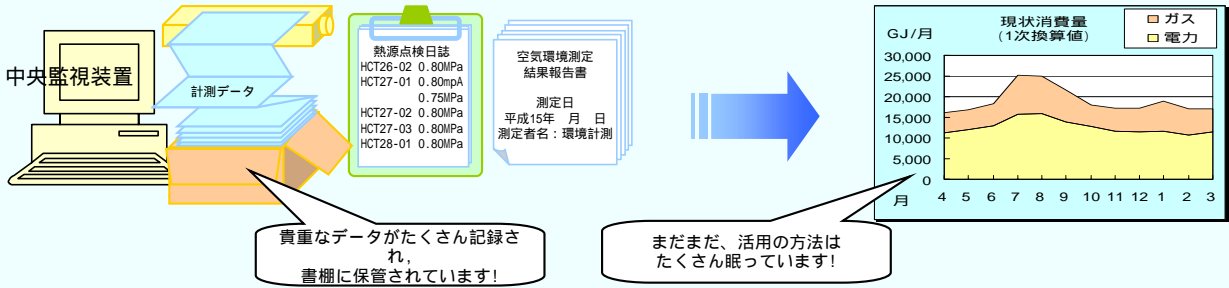 中央監視装置
計測データ
熱源点検日誌
HCT26-02 0.80MPa
HCT27-01 0.80mpA
0.75MPa
HCT27-02 0.80MPa
HCT27-03 0.80MPa
HCT28-01 0.80MPa
空気環境測定
結果報告書
測定日
平成15年　月　日
測定者名：環境計測
貴重なデータがたくさん記録さ
れ,
書棚に保管されています!
まだまだ、活用の方法は
たくさん眠っています!
GJ/月
現状消費量
(1次換算値)
ガス
電力
30,000
25,000
20,000
15,000
10,000
5,000
0
月
4 5 6 7 8 9 10 11 12 1 2 3